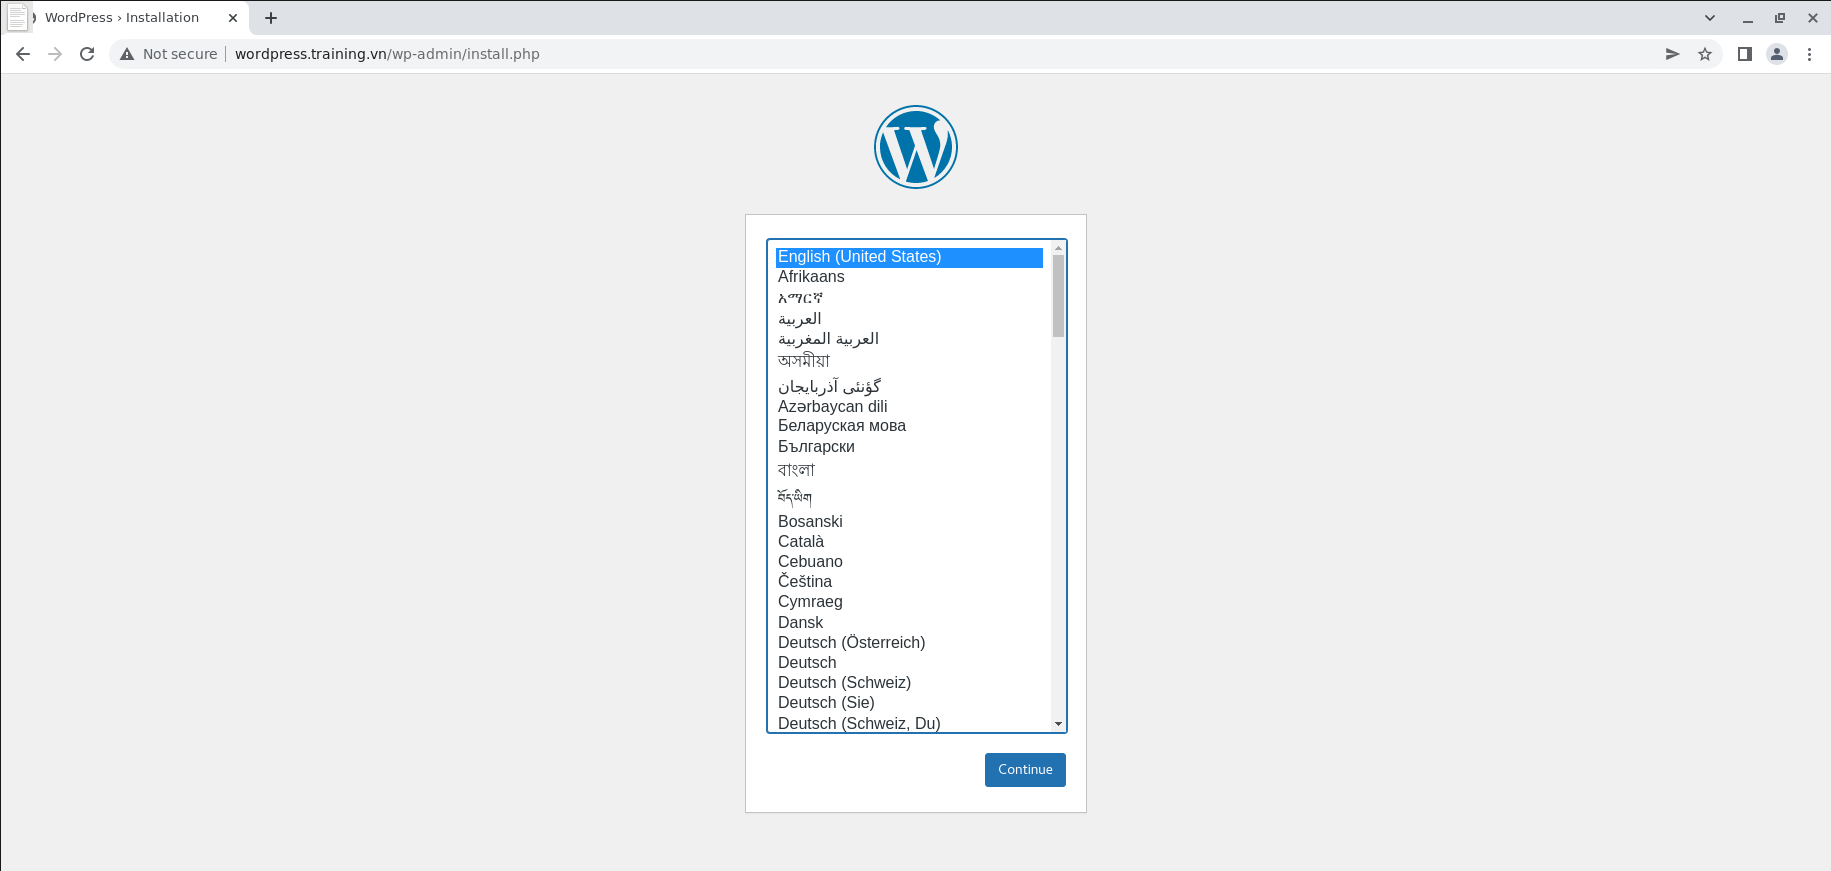 WordPress › Installation
Not secure wordpress.training.vn/wp-admin/install.php
English (United States)
Afrikaans
አማርኛ
العربية
العربية المغربية
অসমীয়া
گؤنئی آذربایجان
Azərbaycan dili
Беларуская мова
Български
বাংলা
བོད་ཡིག
Bosanski
Català
Cebuano
Čeština
Cymraeg
Dansk
Deutsch (Österreich)
Deutsch
Deutsch (Schweiz)
Deutsch (Sie)
Deutsch (Schweiz, Du)
Continue